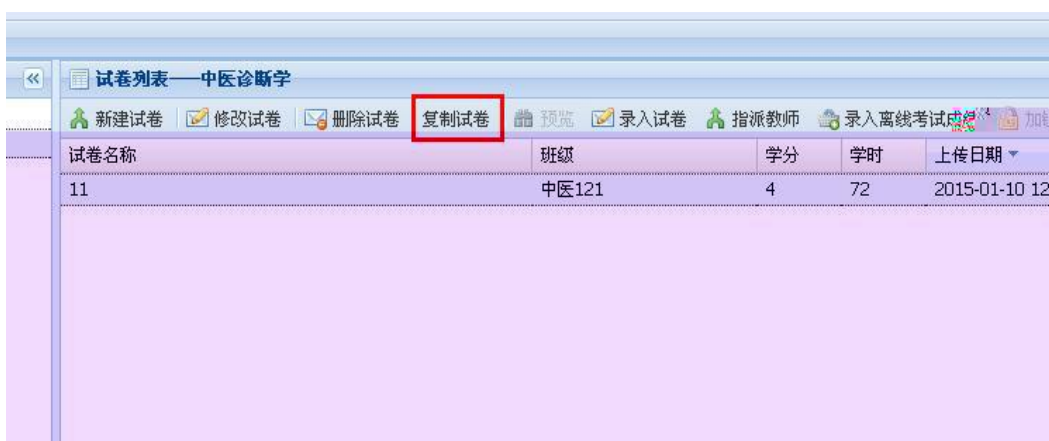 试卷列表——中医诊断学
新建试卷 修改试卷 删除试卷 复制试卷 预览 录入试卷 指派教师 录入离线考试成绩
试卷名称 班级 学分 学时 上传日期
11 中医121 4 72 2015-01-10 12